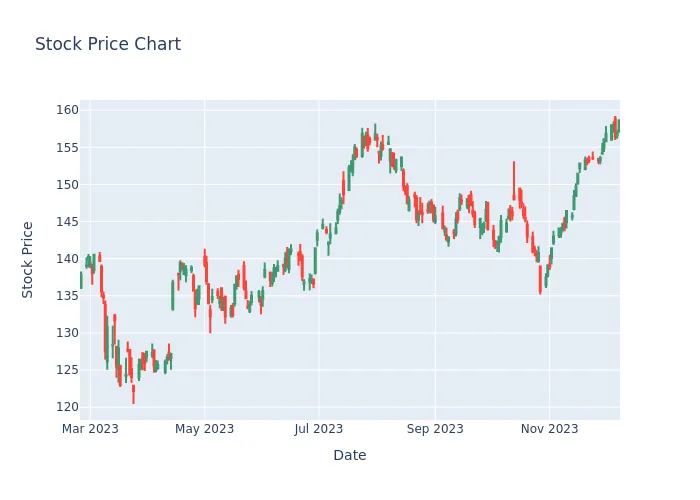 Stock Price Chart
160
155
150
145
140
135
130
125
120
Stock Price
Mar 2023
May 2023
Jul 2023
Sep 2023
Nov 2023
Date